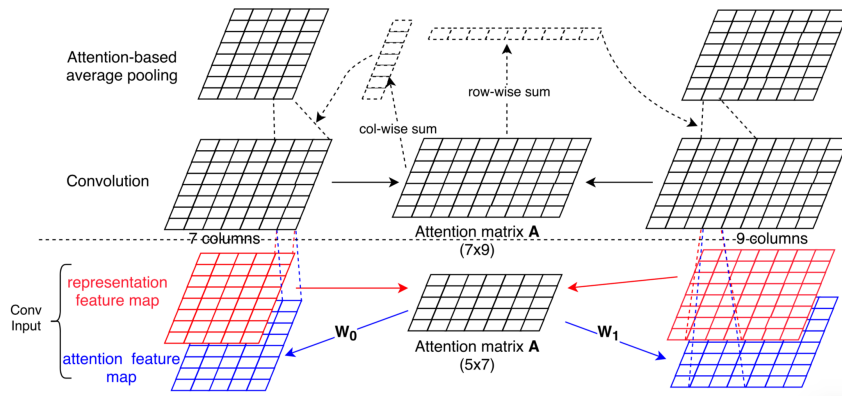 Attention-based
average pooling
row-wise sum
col-wise sum
Convolution
7 columns
Attention matrix A
(7x9)
9 columns
Conv
Input
representation
feature map
attention feature
map
W0
W1
Attention matrix A
(5x7)